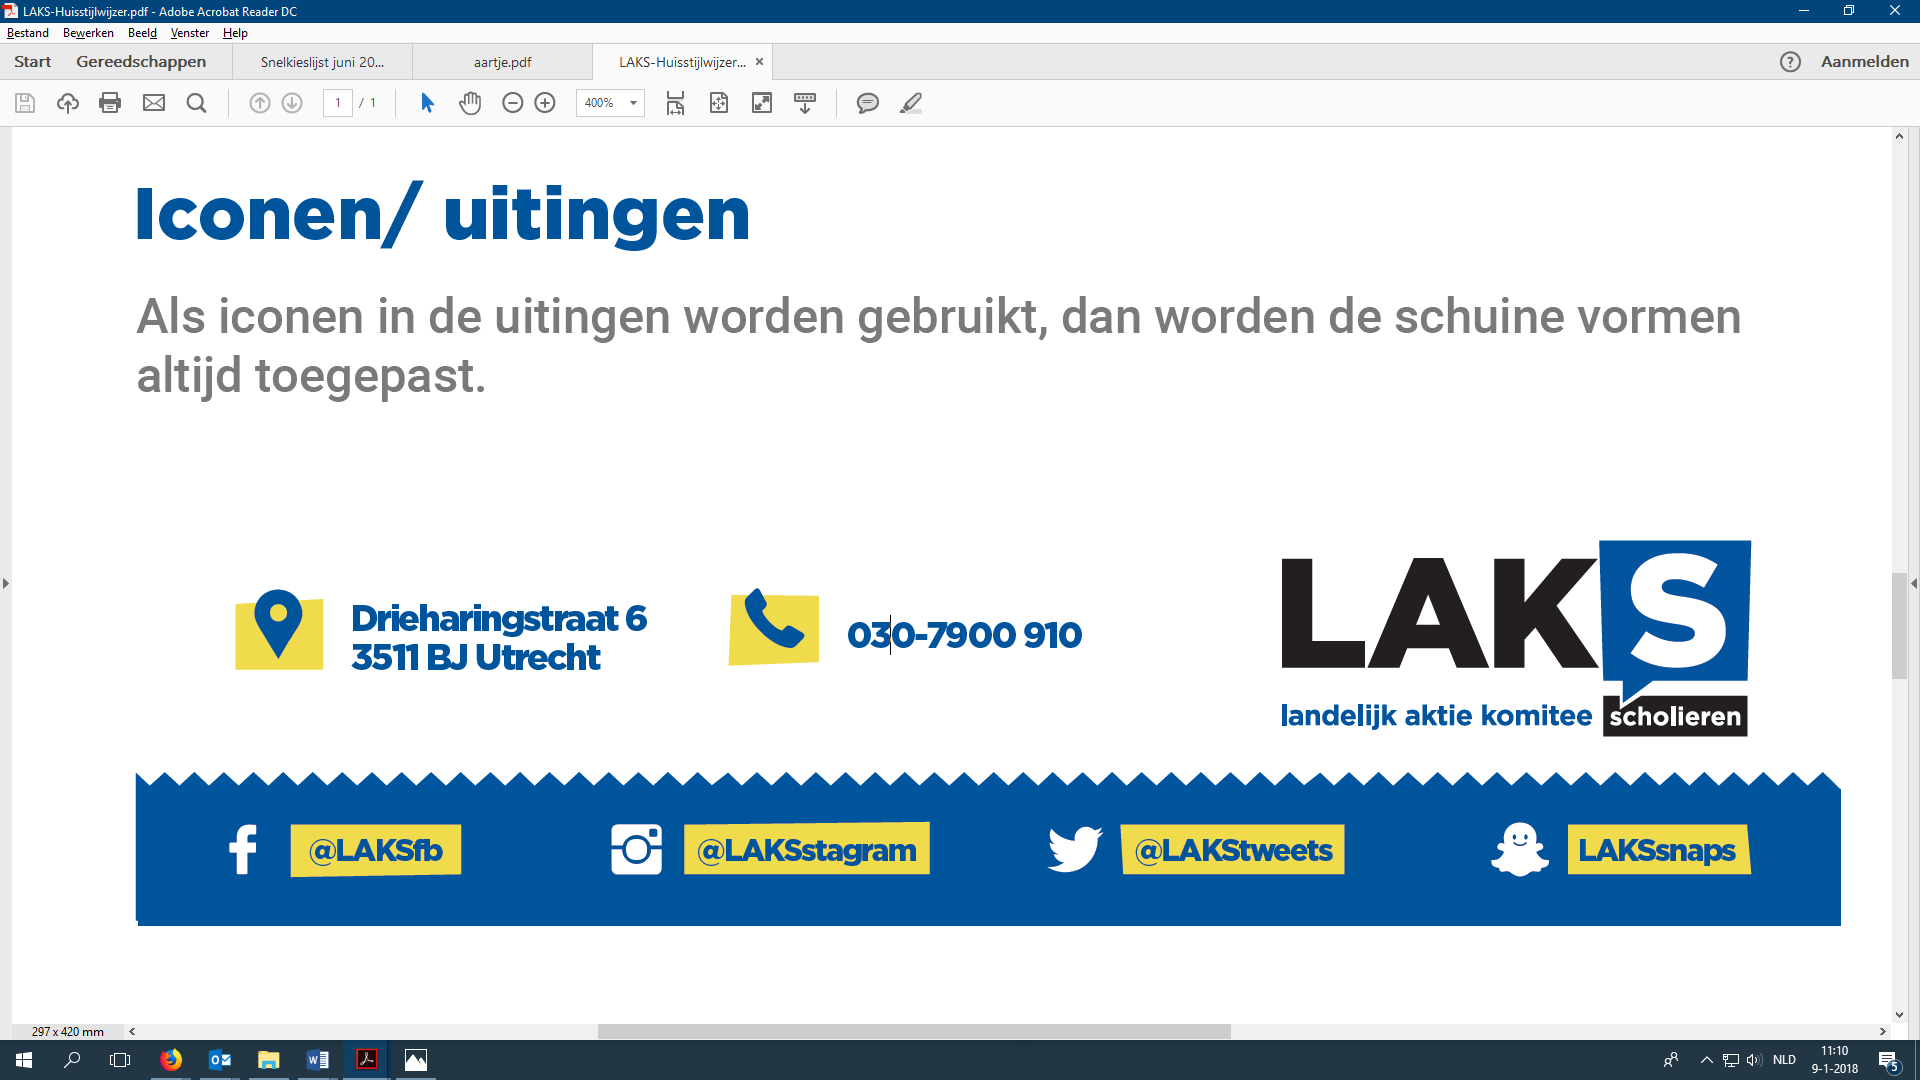 LAKS-Huisstijlwijzer.pdf - Adobe Acrobat Reader DC
Bestand Bewerken Beeld Venster Help
Start Gereedschappen Snelkieslijst juni 20... aartje.pdf LAKS-Huisstijlwijzer... Aanmelden
1 / 1 400%
Iconen/ uitingen
Als iconen in de uitingen worden gebruikt, dan worden de schuine vormen
altijd toegepast.
Drieharingstraat 6
3511 BJ Utrecht
030-7900 910
LAKS
landelijk aktie komitee scholieren
@LAKSfb @LAKSstagram @LAKStweets LAKSsnaps
297 x 420 mm
NLD
11:10
9-1-2018
5